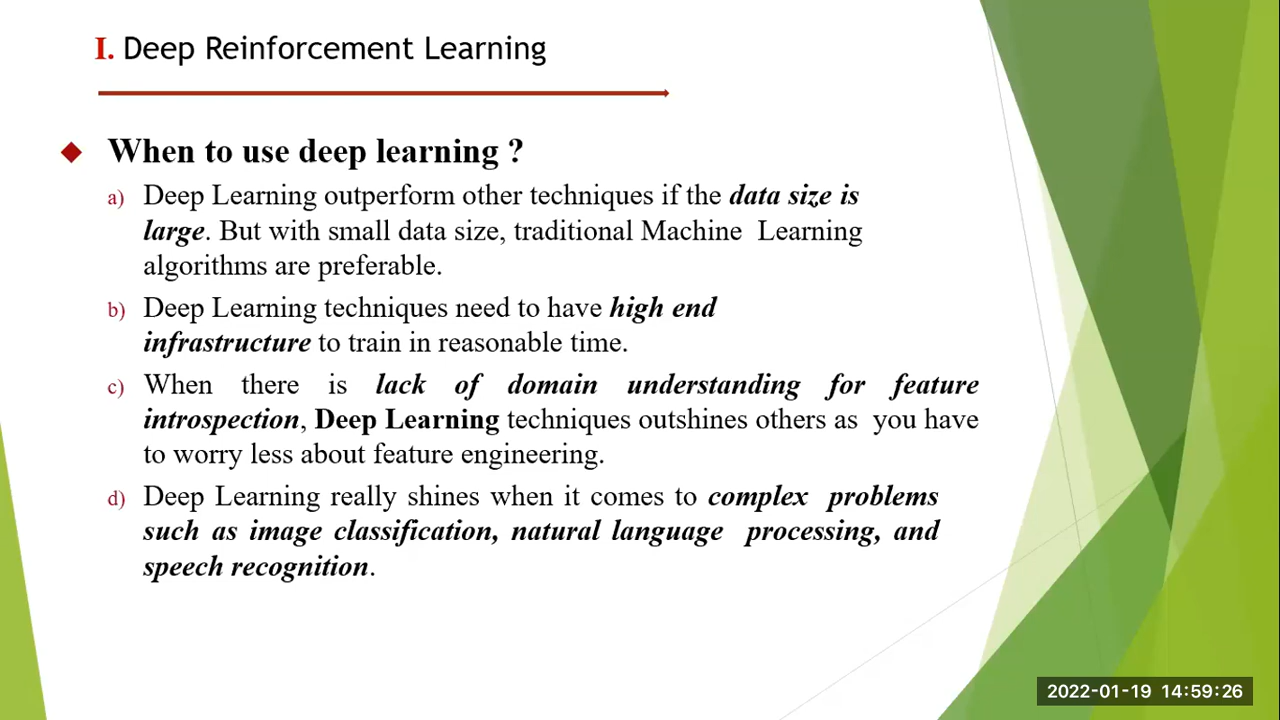 I. Deep Reinforcement Learning
When to use deep learning ?
a) Deep Learning outperform other techniques if the data size is
large. But with small data size, traditional Machine Learning
algorithms are preferable.
b) Deep Learning techniques need to have high end
infrastructure to train in reasonable time.
c) When there is lack of domain understanding for feature
introspection, Deep Learning techniques outshines others as you have
to worry less about feature engineering.
d) Deep Learning really shines when it comes to complex problems
such as image classification, natural language processing, and
speech recognition.
2022-01-19 14:59:26